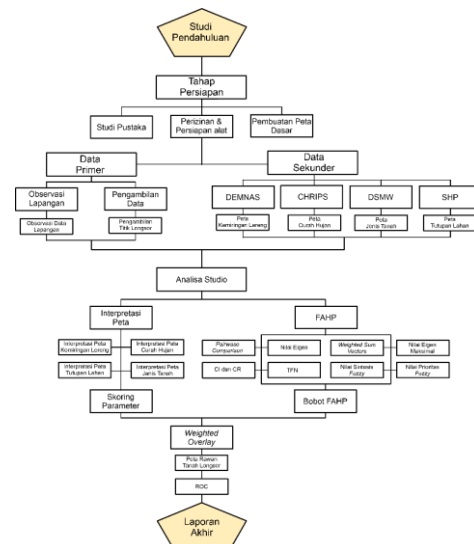 Studi
Pendahuluan
Tahap
Persiapan
Studi Pustaka
Perizinan &
Persiapan alat
Pembuatan Peta
Dasar
Data
Primer
Data
Sekunder
Observasi
Lapangan
Pengambilan
Data
DEMNAS
CHRIPS
DSMW
SHP
Observasi Data
Lapangan
Pengambilan
Titik Longsor
Peta
Kemiringan Lereng
Peta
Curah Hujan
Peta
Jenis Tanah
Peta
Tutupan Lahan
Analisa Studio
Interpretasi
Peta
FAHP
Interpretasi Peta
Kemiringan Lereng
Interpretasi Peta
Curah Hujan
Pairwase
Comparison
Nilai Eigen
Weighted Sum
Vectors
Nilai Eigen
Maksimal
Interpretasi Peta
Tutupan Lahan
Interpretasi Peta
Janis Tanah
CI dan CR
TFN
Nilai Sintesis
Fuzzy
Nilai Prioritas
Fuzzy
Skoring
Parameter
Bobot FAHP
Weighted
Overlay
Peta Rawan
Tanah Longsor
ROC
Laporan
Akhir